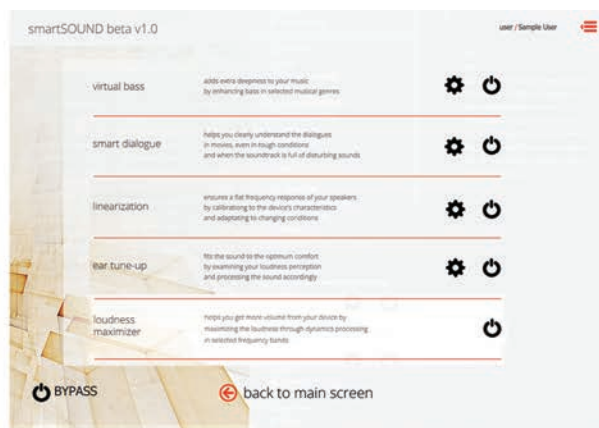 smartSOUND beta v1.0
user / Sample User
virtual bass
adds extra deepness to your music
by enhancing bass in selected musical genres
smart dialogue
helps you clearly understand the dialogues
in movies, even in tough conditions
and when the soundtrack is full of disturbing sounds
linearization
ensures a flat frequency response of your speakers
by calibrationg to the device's characteristics
and adaptating to changing conditions
ear tune-up
fits the sound to the optimum comfort
by examining your loudness perception
and processing the sound accordingly
loudness
maximizer
helps you get more volume from your device by
maximizing the loudness through dynamics processing
in selected frequency bands
BYPASS
back to main screen